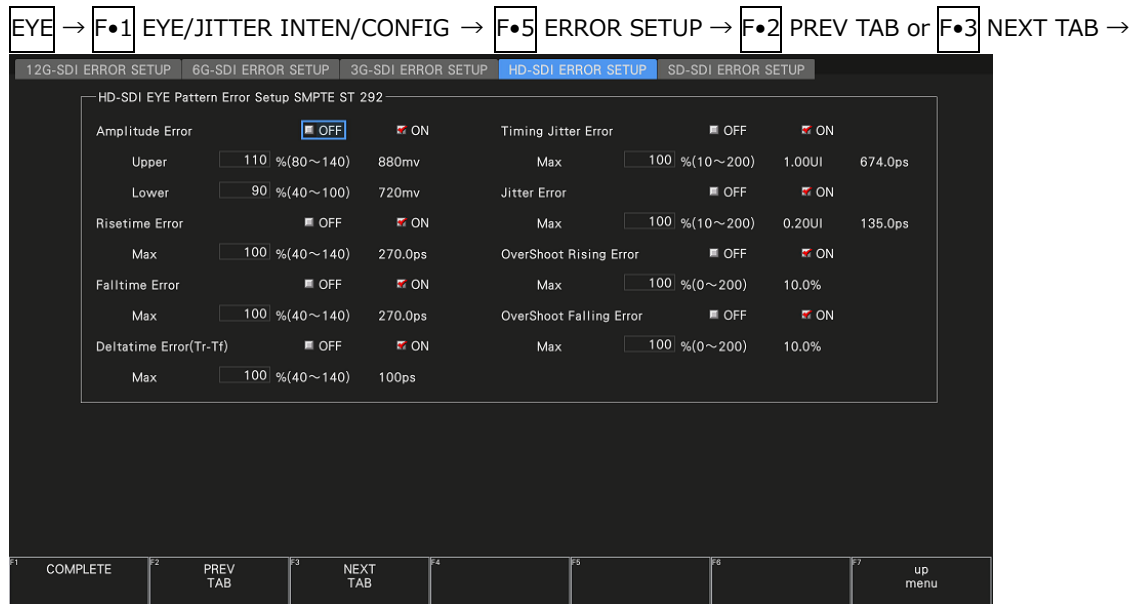 EYE → F•1 EYE/JITTER INTEN/CONFIG → F•5 ERROR SETUP → F•2 PREV TAB or F•3 NEXT TAB →
12G-SDI ERROR SETUP 6G-SDI ERROR SETUP 3G-SDI ERROR SETUP HD-SDI ERROR SETUP SD-SDI ERROR SETUP
HD-SDI EYE Pattern Error Setup SMPTE ST 292
Amplitude Error OFF ON
Upper 110 %(80～140) 880mv
Lower 90 %(40～100) 720mv
Risetime Error OFF ON
Max 100 %(40～140) 270.0ps
Falltime Error OFF ON
Max 100 %(40～140) 270.0ps
Deltatime Error(Tr-Tf) OFF ON
Max 100 %(40～140) 100ps
Timing Jitter Error OFF ON
Max 100 %(10～200) 1.00UI 674.0ps
Jitter Error OFF ON
Max 100 %(10～200) 0.20UI 135.0ps
OverShoot Rising Error OFF ON
Max 100 %(0～200) 10.0%
OverShoot Falling Error OFF ON
Max 100 %(0～200) 10.0%
F1 COMPLETE
F2 PREV
TAB
F3 NEXT
TAB
F4
F5
F6
F7 up
menu